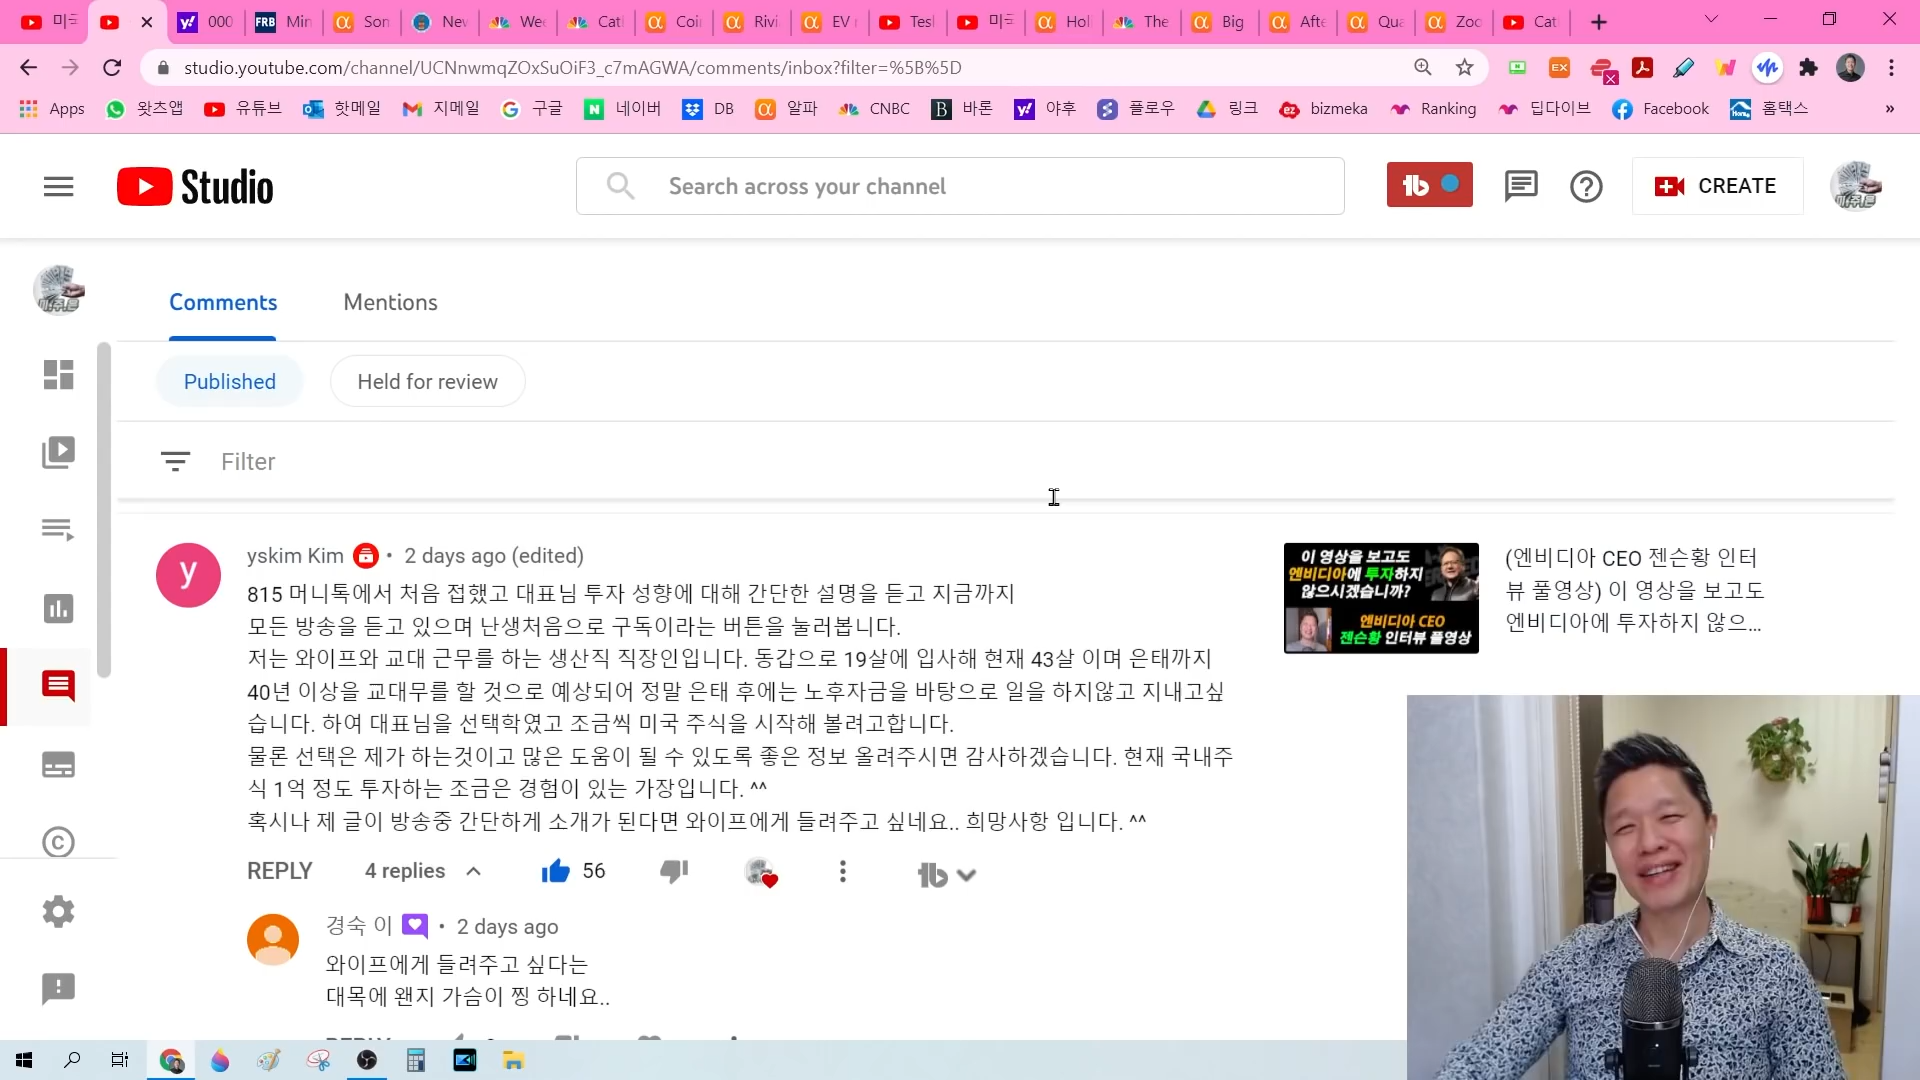 미국
000
FRB Min
Son
New
Wee
Cath
Coin
Rivi
EV r
Tesl
미국
Hol
The
Big
Afte
Qua
Zoo
Cat
studio.youtube.com/channel/UCNnwmqZOxSuOiF3_c7mAGWA/comments/inbox?filter=%5B%5D
Apps 왓츠앱 유튜브 핫메일 지메일 구글 네이버 DB 알파 CNBC 바론 야후 플로우 링크 bizmeka Ranking 딥다이브 Facebook 홈택스 »
Studio
Search across your channel
CREATE
Comments Mentions
Published Held for review
Filter
y
yskim Kim • 2 days ago (edited)
815 머니톡에서 처음 접했고 대표님 투자 성향에 대해 간단한 설명을 듣고 지금까지
모든 방송을 듣고 있으며 난생처음으로 구독이라는 버튼을 눌러봅니다.
저는 와이프와 교대 근무를 하는 생산직 직장인입니다. 동갑으로 19살에 입사해 현재 43살 이며 은태까지
40년 이상을 교대무를 할 것으로 예상되어 정말 은태 후에는 노후자금을 바탕으로 일을 하지않고 지내고싶
습니다. 하여 대표님을 선택학였고 조금씩 미국 주식을 시작해 볼려고합니다.
물론 선택은 제가 하는것이고 많은 도움이 될 수 있도록 좋은 정보 올려주시면 감사하겠습니다. 현재 국내주
식 1억 정도 투자하는 조금은 경험이 있는 가장입니다. ^^
혹시나 제 글이 방송중 간단하게 소개가 된다면 와이프에게 들려주고 싶네요.. 희망사항 입니다. ^^
REPLY 4 replies 56
이 영상을 보고도
엔비디아에 투자하지
않으시겠습니까?
엔비디아 CEO
젠슨황 인터뷰 풀영상
(엔비디아 CEO 젠슨황 인터
뷰 풀영상) 이 영상을 보고도
엔비디아에 투자하지 않으...
경숙 이 • 2 days ago
와이프에게 들려주고 싶다는
대목에 왠지 가슴이 찡 하네요..
REPLY